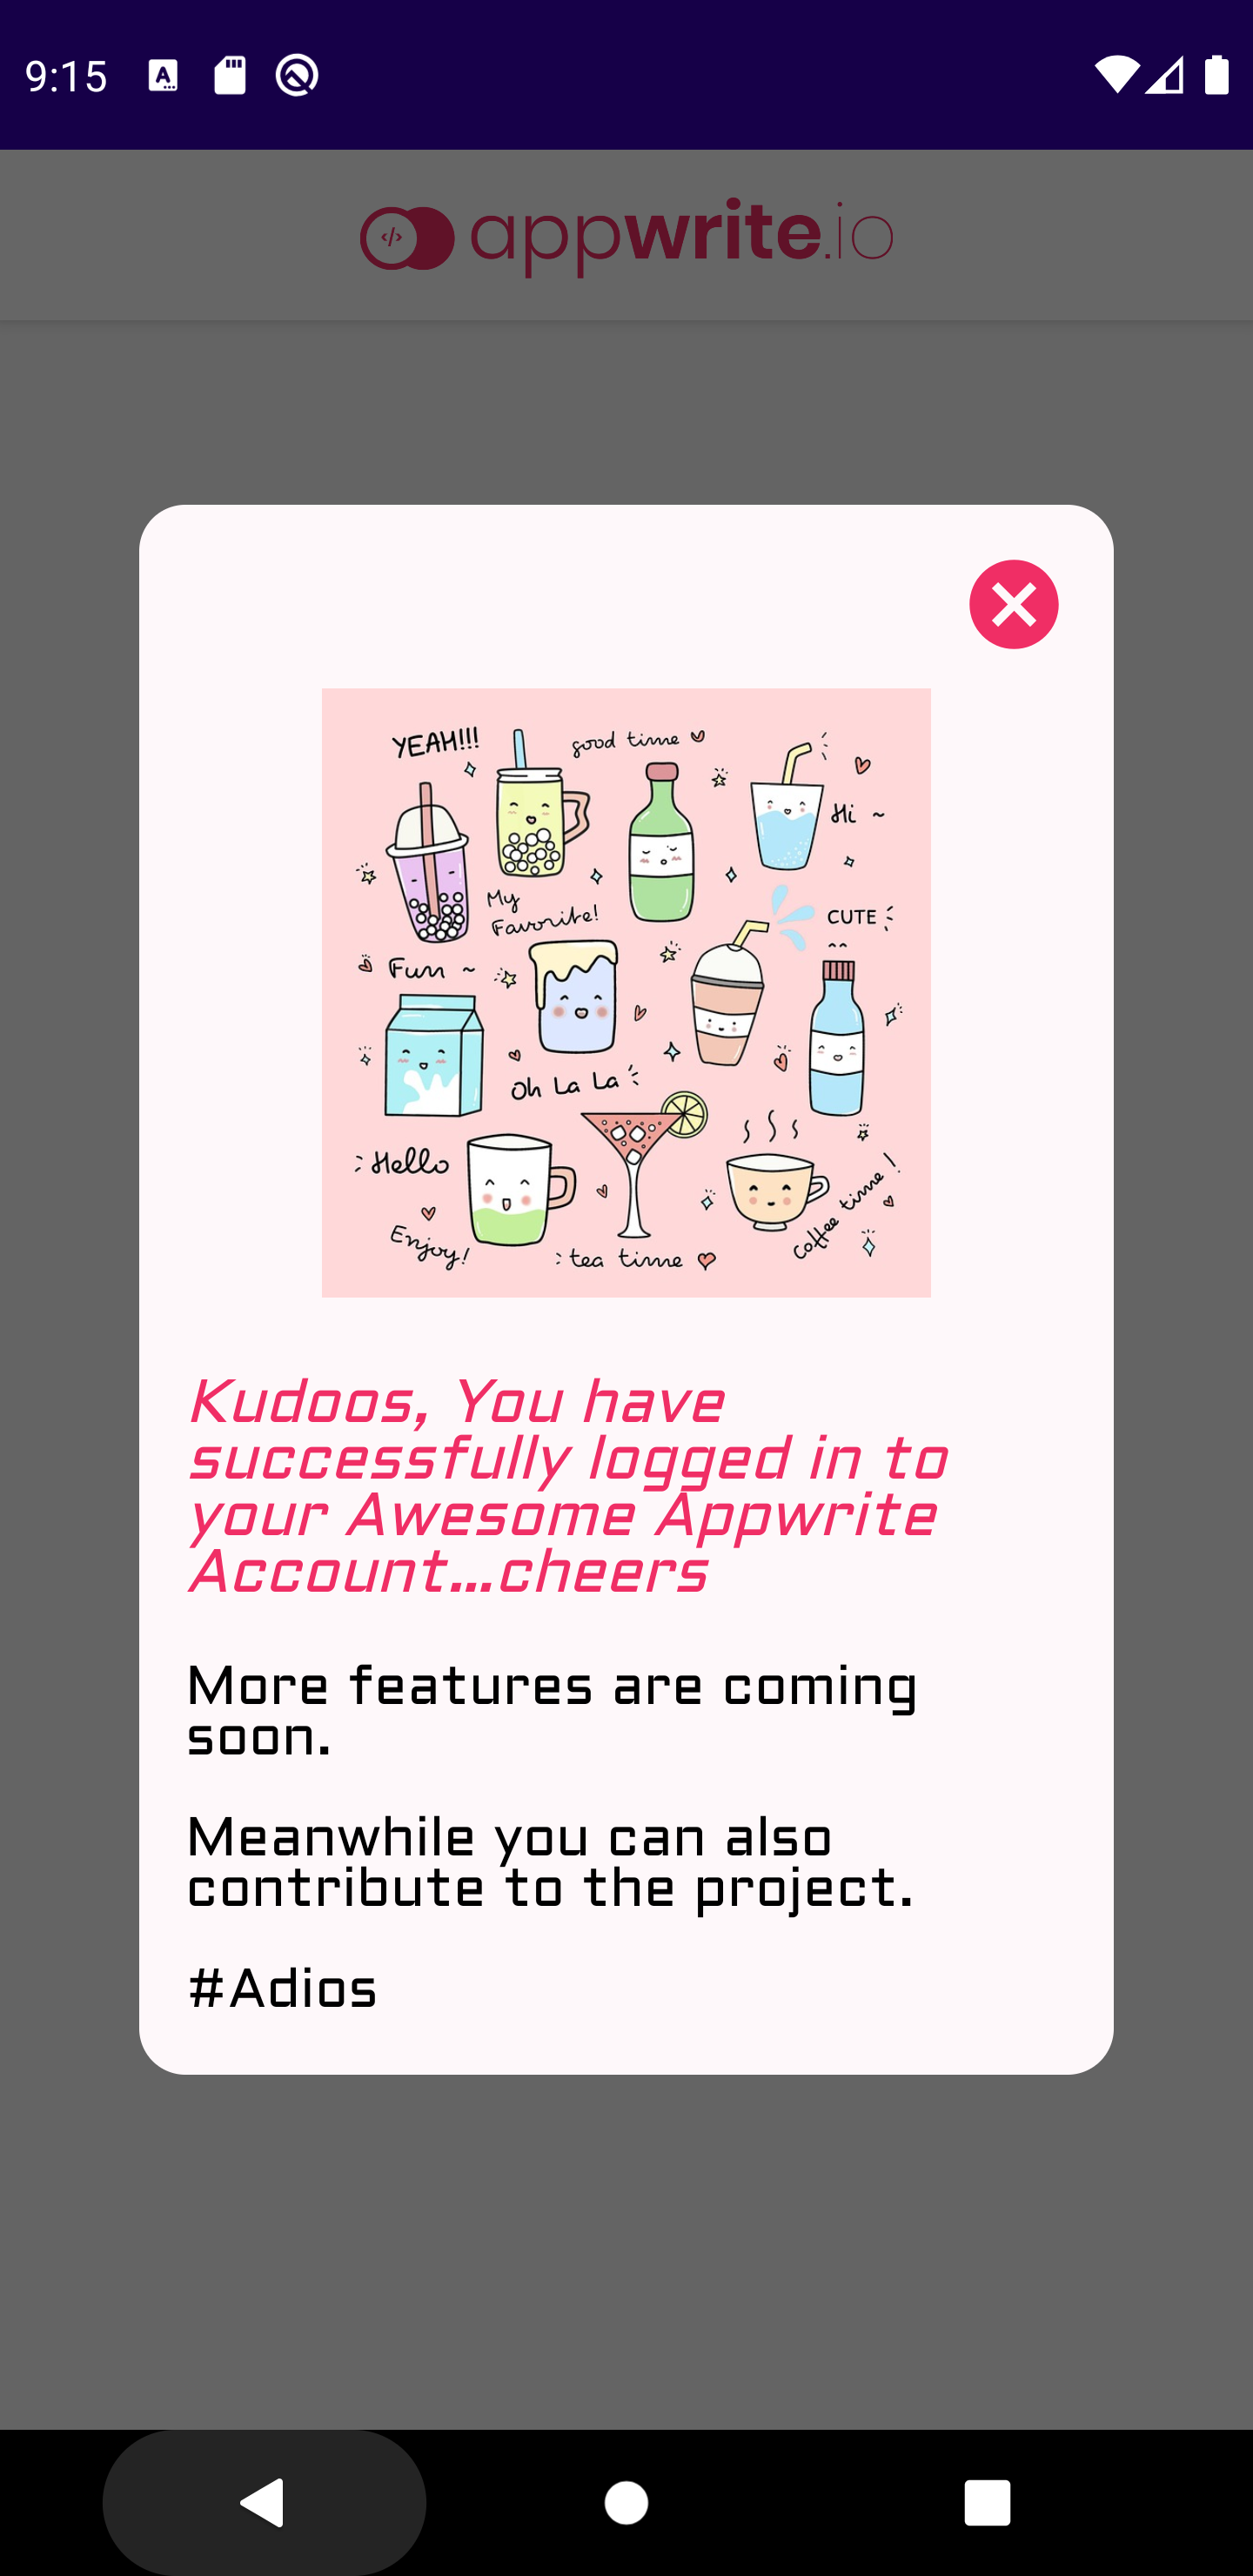 9:15
appwrite.io
YEAH!!!
good time
Hi ~
My
Favorite!
CUTE
Fun ~
Oh La La
Hello
Enjoy!
tea time
Coffee time!
Kudoos, You have
successfully logged in to
your Awesome Appwrite
Account...cheers
More features are coming
soon.
Meanwhile you can also
contribute to the project.
#Adios